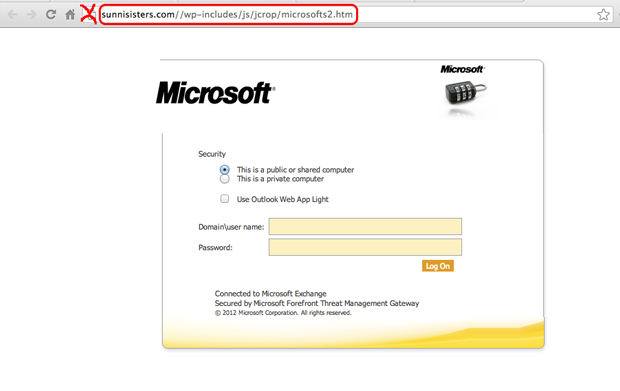 sunnisisters.com//wp-includes/js/jcrop/microsofts2.htm
Microsoft
Microsoft
Security
This is a public or shared computer
This is a private computer
Use Outlook Web App Light
Domain\user name:
Password:
Log On
Connected to Microsoft Exchange
Secured by Microsoft Forefront Threat Management Gateway
© 2012 Microsoft Corporation. All rights reserved.